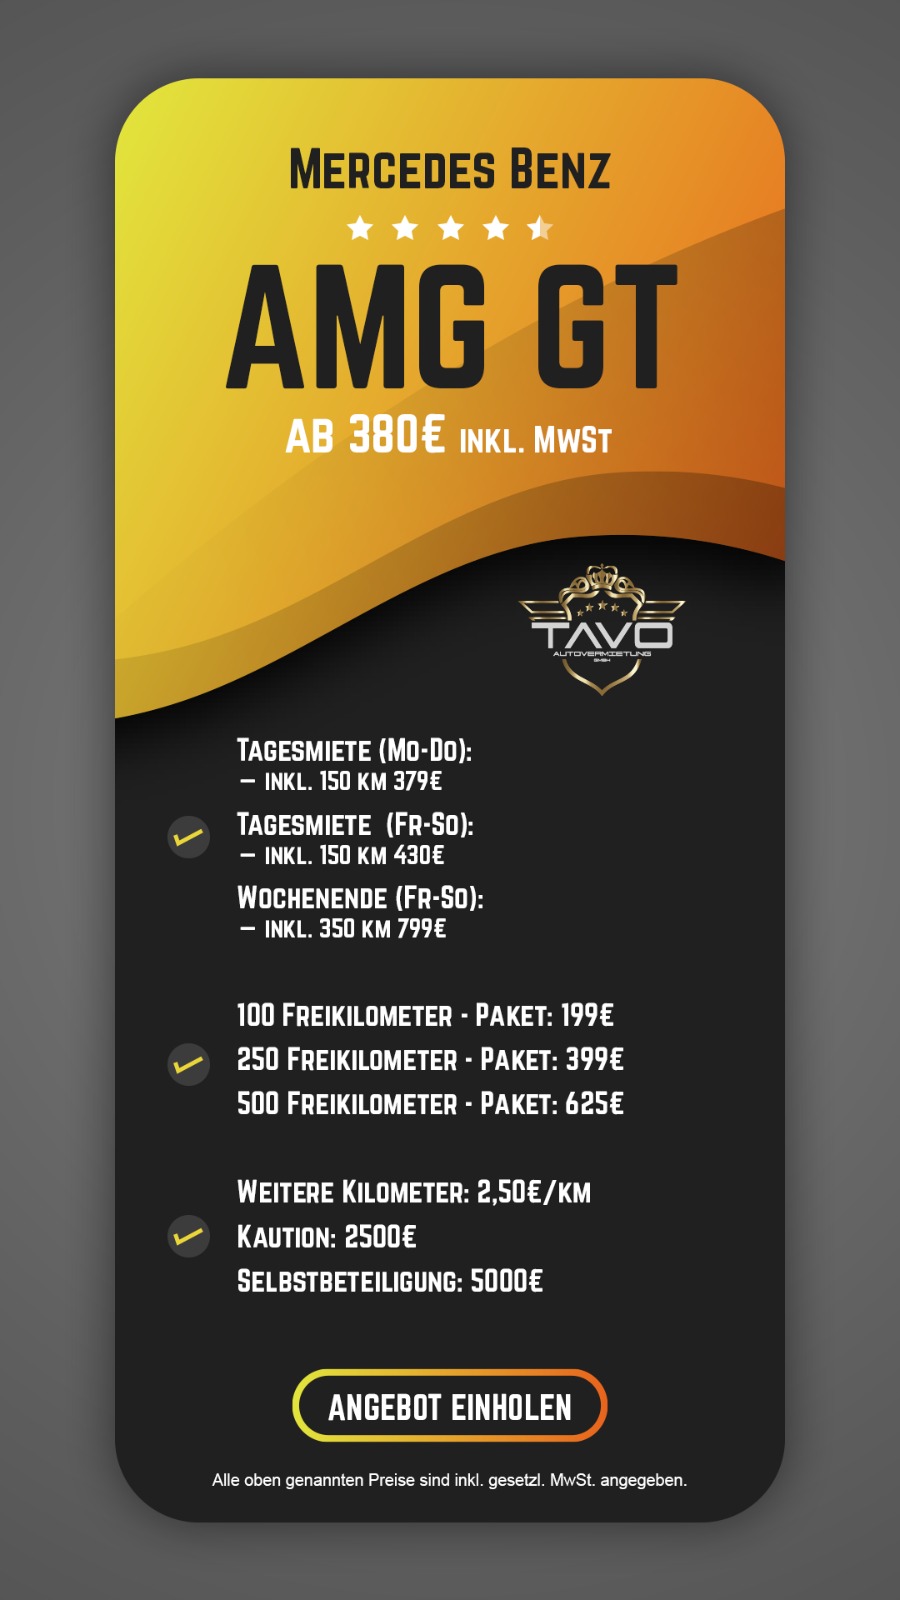 Mercedes Benz
AMG GT
AB 380€ INKL. MwSt
TAVO
AUTOVERMIETUNG
GMBH
Tagesmiete (Mo-Do):
– inkl. 150 km 379€
Tagesmiete (Fr-So):
– inkl. 150 km 430€
Wochenende (Fr-So):
– inkl. 350 km 799€
100 Freikilometer - Paket: 199€
250 Freikilometer - Paket: 399€
500 Freikilometer - Paket: 625€
Weitere Kilometer: 2,50€/km
Kaution: 2500€
Selbstbeteiligung: 5000€
ANGEBOT EINHOLEN
Alle oben genannten Preise sind inkl. gesetzl. MwSt. angegeben.